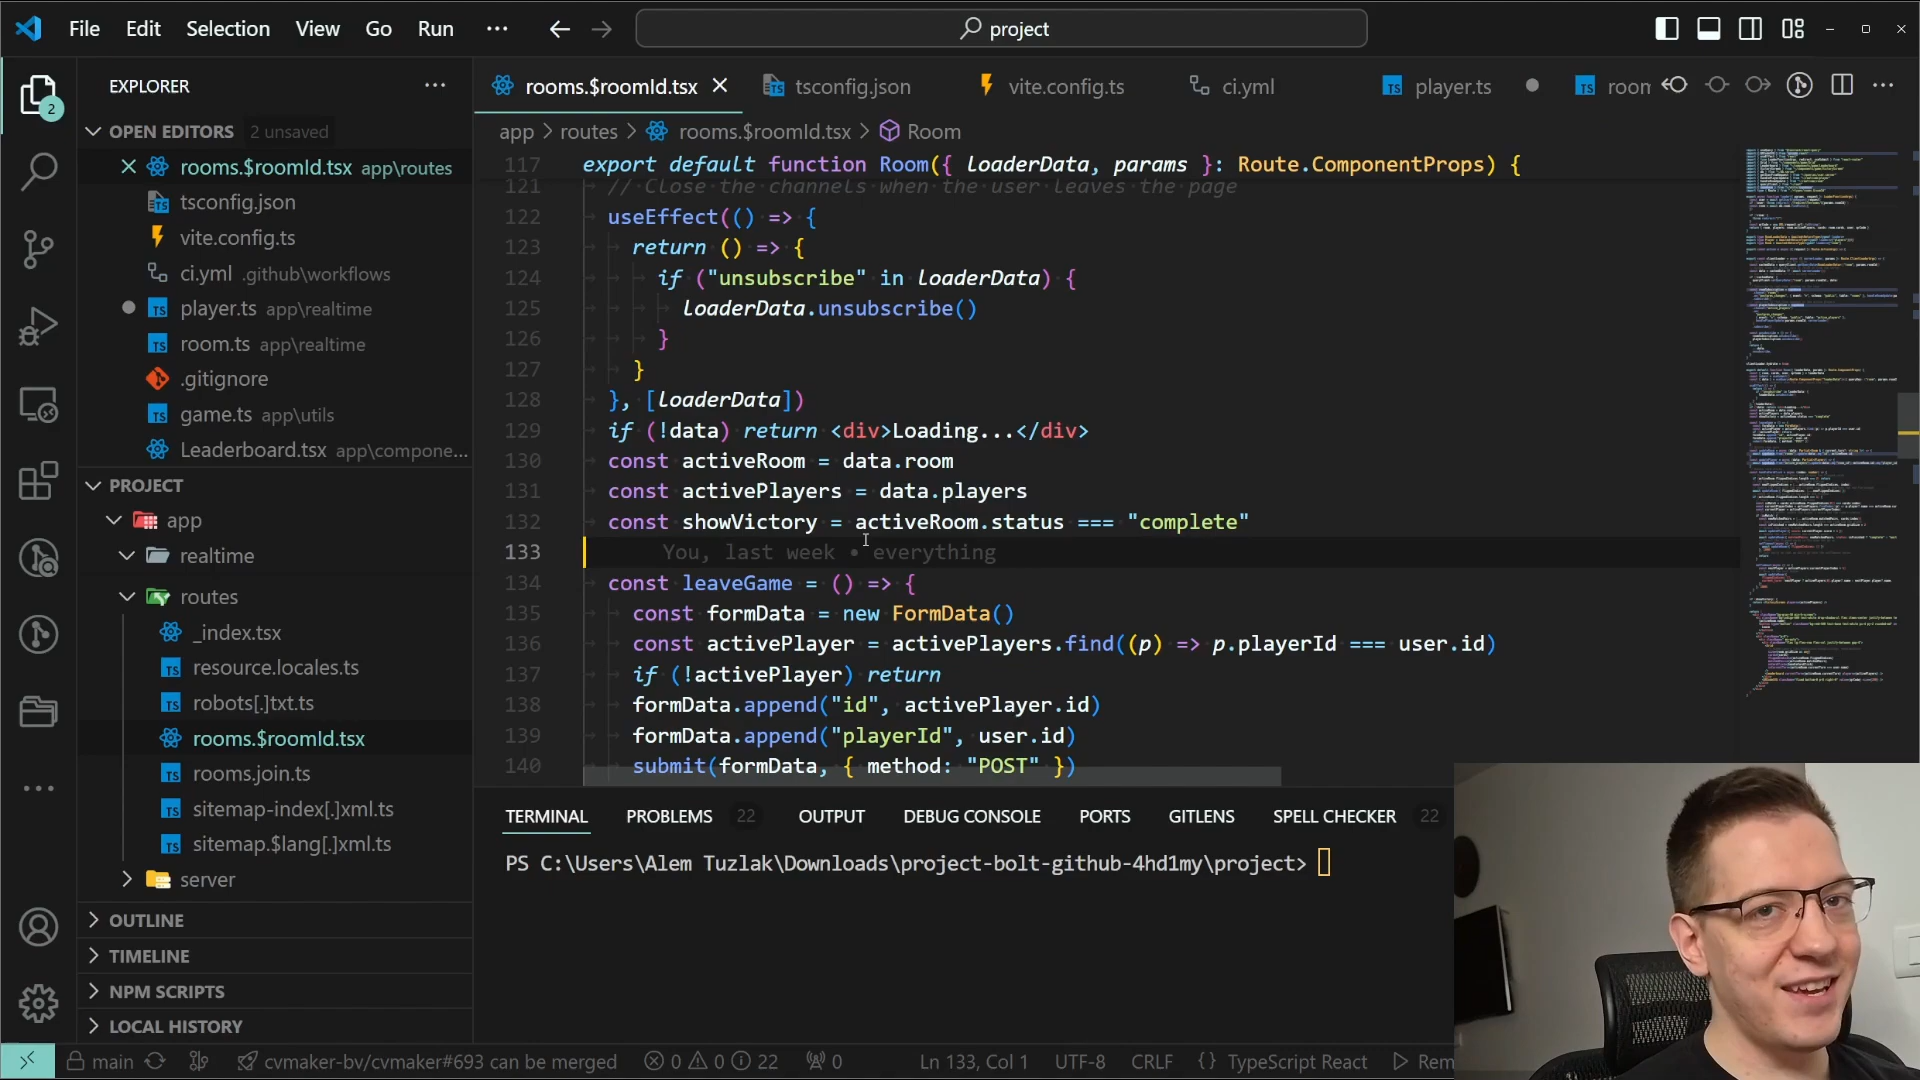 File Edit Selection View Go Run ··· project
EXPLORER ···
OPEN EDITORS 2 unsaved
rooms.$roomId.tsx app\routes
tsconfig.json
vite.config.ts
ci.yml .github\workflows
player.ts app\realtime
room.ts app\realtime
.gitignore
game.ts app\utils
Leaderboard.tsx app\compone...
PROJECT
app
realtime
routes
_index.tsx
resource.locales.ts
robots[.]txt.ts
rooms.$roomId.tsx
rooms.join.ts
sitemap-index[.]xml.ts
sitemap.$lang[.]xml.ts
server
OUTLINE
TIMELINE
NPM SCRIPTS
LOCAL HISTORY
2
rooms.$roomId.tsx tsconfig.json vite.config.ts ci.yml player.ts room
app > routes > rooms.$roomId.tsx > Room
117 export default function Room({ loaderData, params }: Route.ComponentProps) {
121 // Close the channels when the user leaves the page
122 useEffect(() => {
123 return () => {
124 if ("unsubscribe" in loaderData) {
125 loaderData.unsubscribe()
126 }
127 }
128 }, [loaderData])
129 if (!data) return <div>Loading...</div>
130 const activeRoom = data.room
131 const activePlayers = data.players
132 const showVictory = activeRoom.status === "complete"
133 You, last week • everything
134 const leaveGame = () => {
135 const formData = new FormData()
136 const activePlayer = activePlayers.find((p) => p.playerId === user.id)
137 if (!activePlayer) return
138 formData.append("id", activePlayer.id)
139 formData.append("playerId", user.id)
140 submit(formData, { method: "POST" })
TERMINAL PROBLEMS 22 OUTPUT DEBUG CONSOLE PORTS GITLENS SPELL CHECKER 22
PS C:\Users\Alem Tuzlak\Downloads\project-bolt-github-4hd1my\project>
main cvmaker-bv/cvmaker#693 can be merged 0 0 22 0 Ln 133, Col 1 UTF-8 CRLF {} TypeScript React Rem